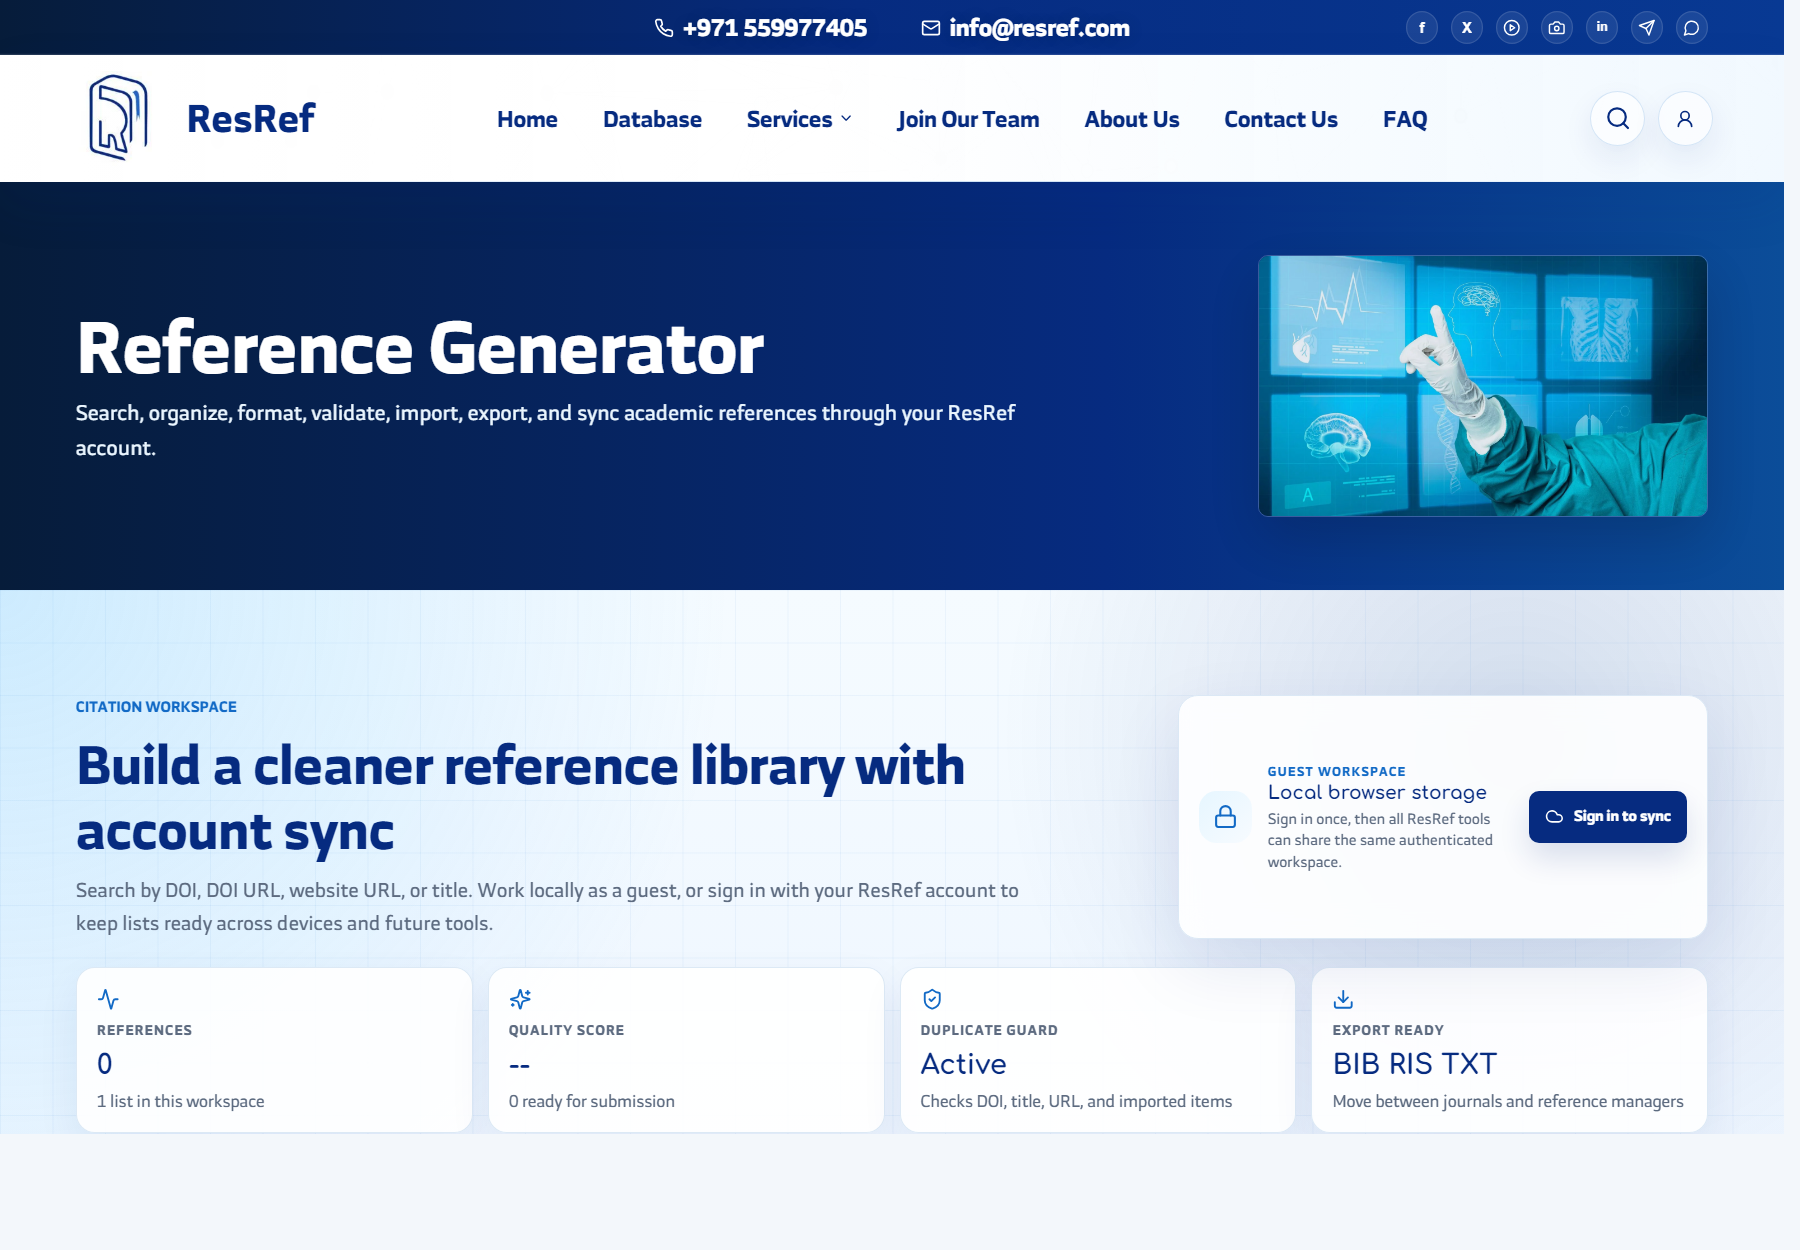 +971 559977405
info@resref.com
f X in
ResRef
Home Database Services Join Our Team About Us Contact Us FAQ
Reference Generator
Search, organize, format, validate, import, export, and sync academic references through your ResRef
account.
A
CITATION WORKSPACE
Build a cleaner reference library with
account sync
Search by DOI, DOI URL, website URL, or title. Work locally as a guest, or sign in with your ResRef account to
keep lists ready across devices and future tools.
GUEST WORKSPACE
Local browser storage
Sign in once, then all ResRef tools
can share the same authenticated
workspace.
Sign in to sync
REFERENCES
0
1 list in this workspace
QUALITY SCORE
--
0 ready for submission
DUPLICATE GUARD
Active
Checks DOI, title, URL, and imported items
EXPORT READY
BIB RIS TXT
Move between journals and reference managers